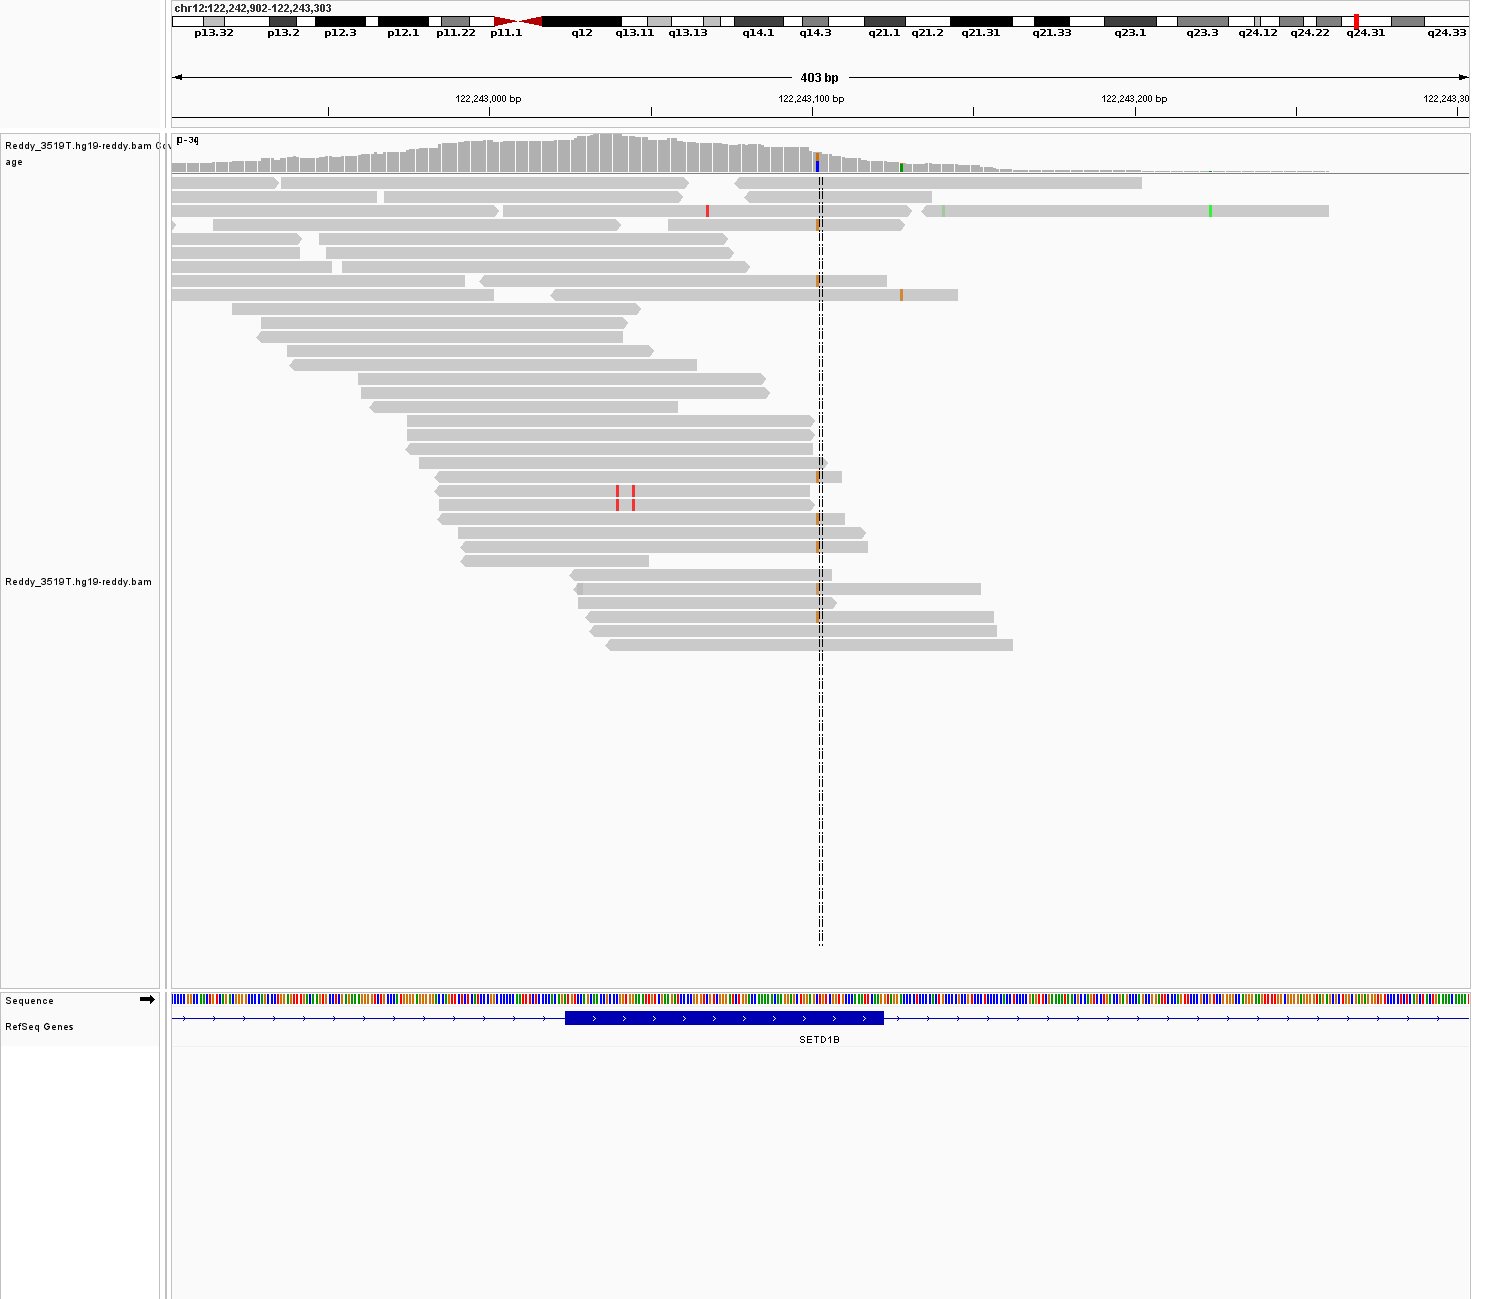 chr12:122,242,902-122,243,303
p13.32 p13.2 p12.3 p12.1 p11.22 p11.1 q12 q13.11 q13.13 q14.1 q14.3 q21.1 q21.2 q21.31 q21.33 q23.1 q23.3 q24.12 q24.22 q24.31 q24.33
403 bp
122,243,000 bp 122,243,100 bp 122,243,200 bp 122,243,30
Reddy_3519T.hg19-reddy.bam Cov
age
[0-34]
Reddy_3519T.hg19-reddy.bam
Sequence
RefSeq Genes
SETD1B